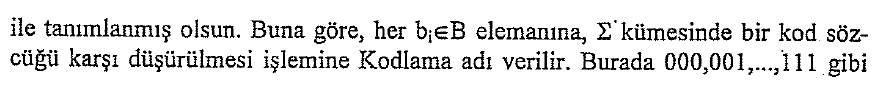 ile tanımlanmış olsun. Buna göre, her bᵢ∈B elemanına, Σ˙ kümesinde bir kod söz-
cüğü karşı düşürülmesi işlemine Kodlama adı verilir. Burada 000,001,...,111 gibi